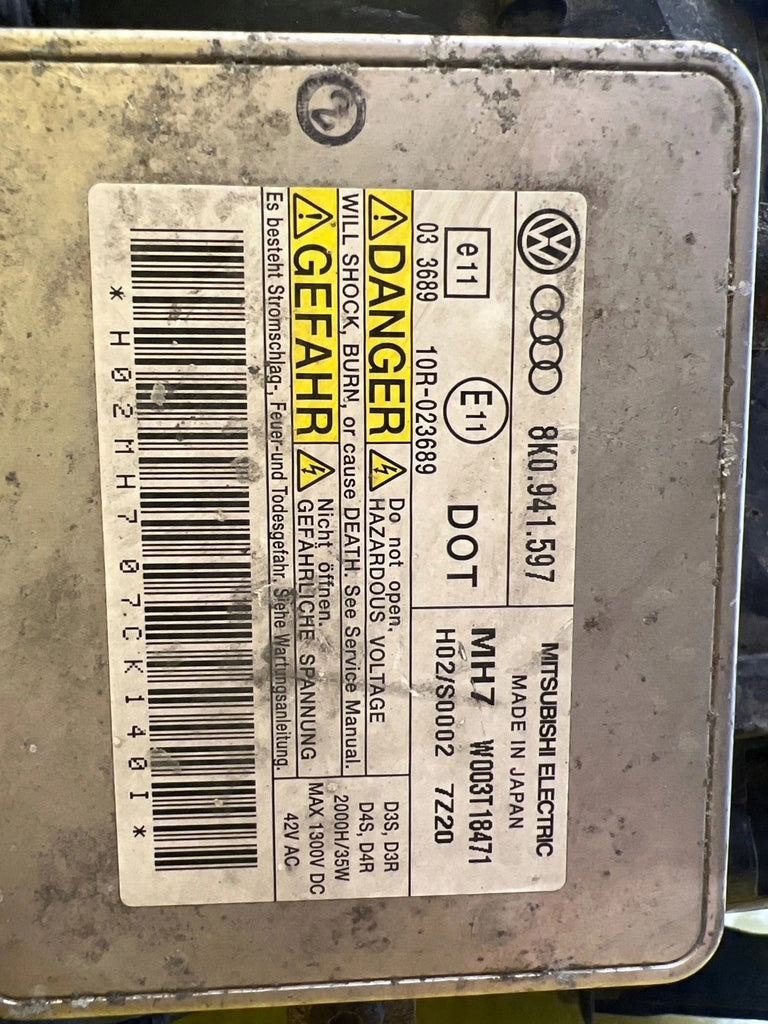 2
8K0.941.597
MITSUBISHI ELECTRIC
MADE IN JAPAN
e11
E11
DOT
03 3689
10R-023689
MH7 W003T18471
H02/S0002 7Z20
DANGER
Do not open,
HAZARDOUS VOLTAGE
WILL SHOCK, BURN, or cause DEATH. See Service Manual.
GEFAHR
Nicht öffnen.
GEFÄHRLICHE SPANNUNG
Es besteht Stromschlag-, Feuer-und Todesgefahr. Siehe Wartungsanleitung.
D3S, D3R
D4S, D4R
2000H/35W
MAX 1300V DC
42V AC
*H02MH707CK140I*